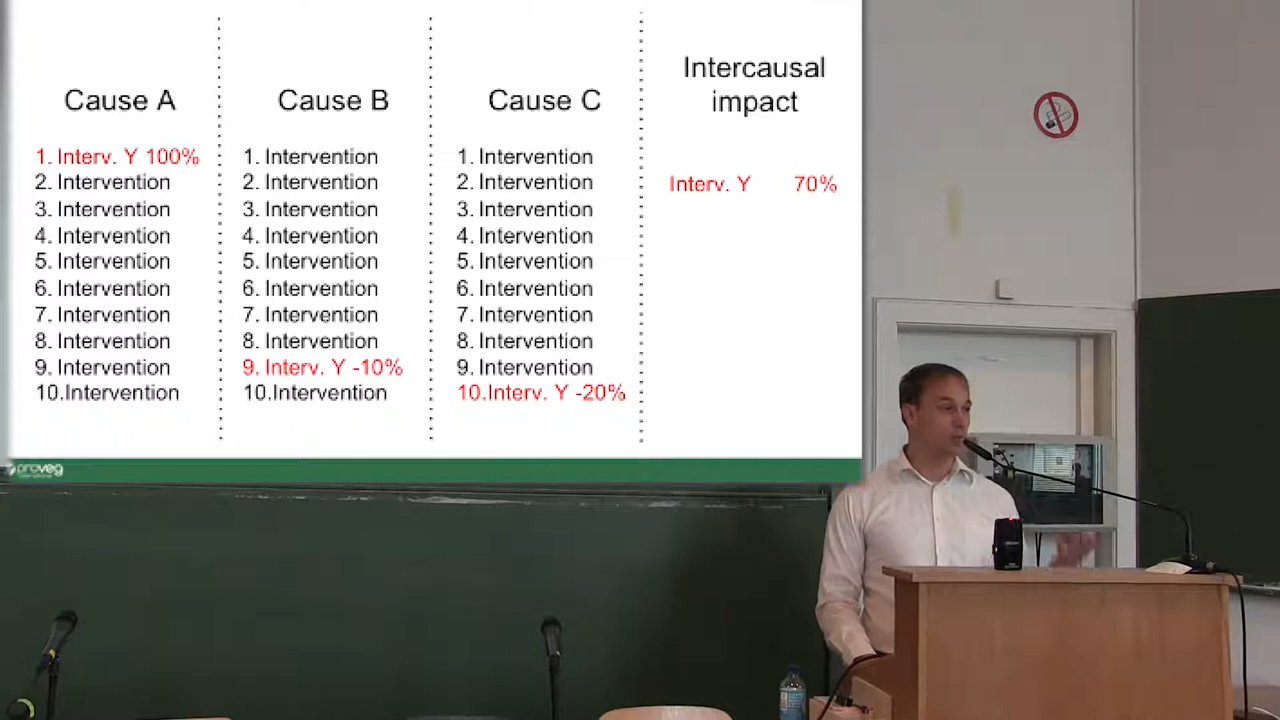 Cause A
1. Interv. Y 100%
2. Intervention
3. Intervention
4. Intervention
5. Intervention
6. Intervention
7. Intervention
8. Intervention
9. Intervention
10.Intervention
Cause B
1. Intervention
2. Intervention
3. Intervention
4. Intervention
5. Intervention
6. Intervention
7. Intervention
8. Intervention
9. Interv. Y -10%
10.Intervention
Cause C
1. Intervention
2. Intervention
3. Intervention
4. Intervention
5. Intervention
6. Intervention
7. Intervention
8. Intervention
9. Intervention
10.Interv. Y -20%
Intercausal
impact
Interv. Y 70%
proveg